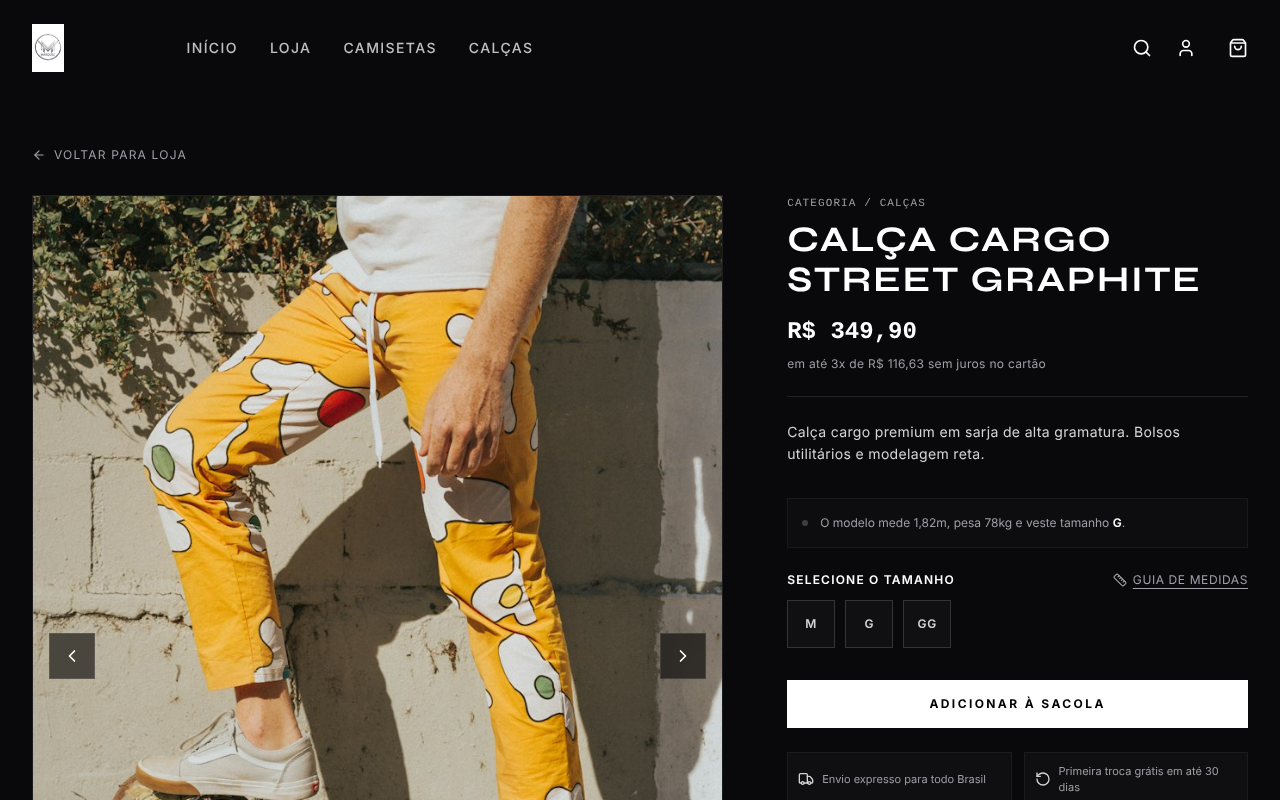 INÍCIO
LOJA
CAMISETAS
CALÇAS
VOLTAR PARA LOJA
CATEGORIA / CALÇAS
CALÇA CARGO
STREET GRAPHITE
R$ 349,90
em até 3x de R$ 116,63 sem juros no cartão
Calça cargo premium em sarja de alta gramatura. Bolsos
utilitários e modelagem reta.
O modelo mede 1,82m, pesa 78kg e veste tamanho G.
SELECIONE O TAMANHO
GUIA DE MEDIDAS
M
G
GG
ADICIONAR À SACOLA
Envio expresso para todo Brasil
Primeira troca grátis em até 30
dias